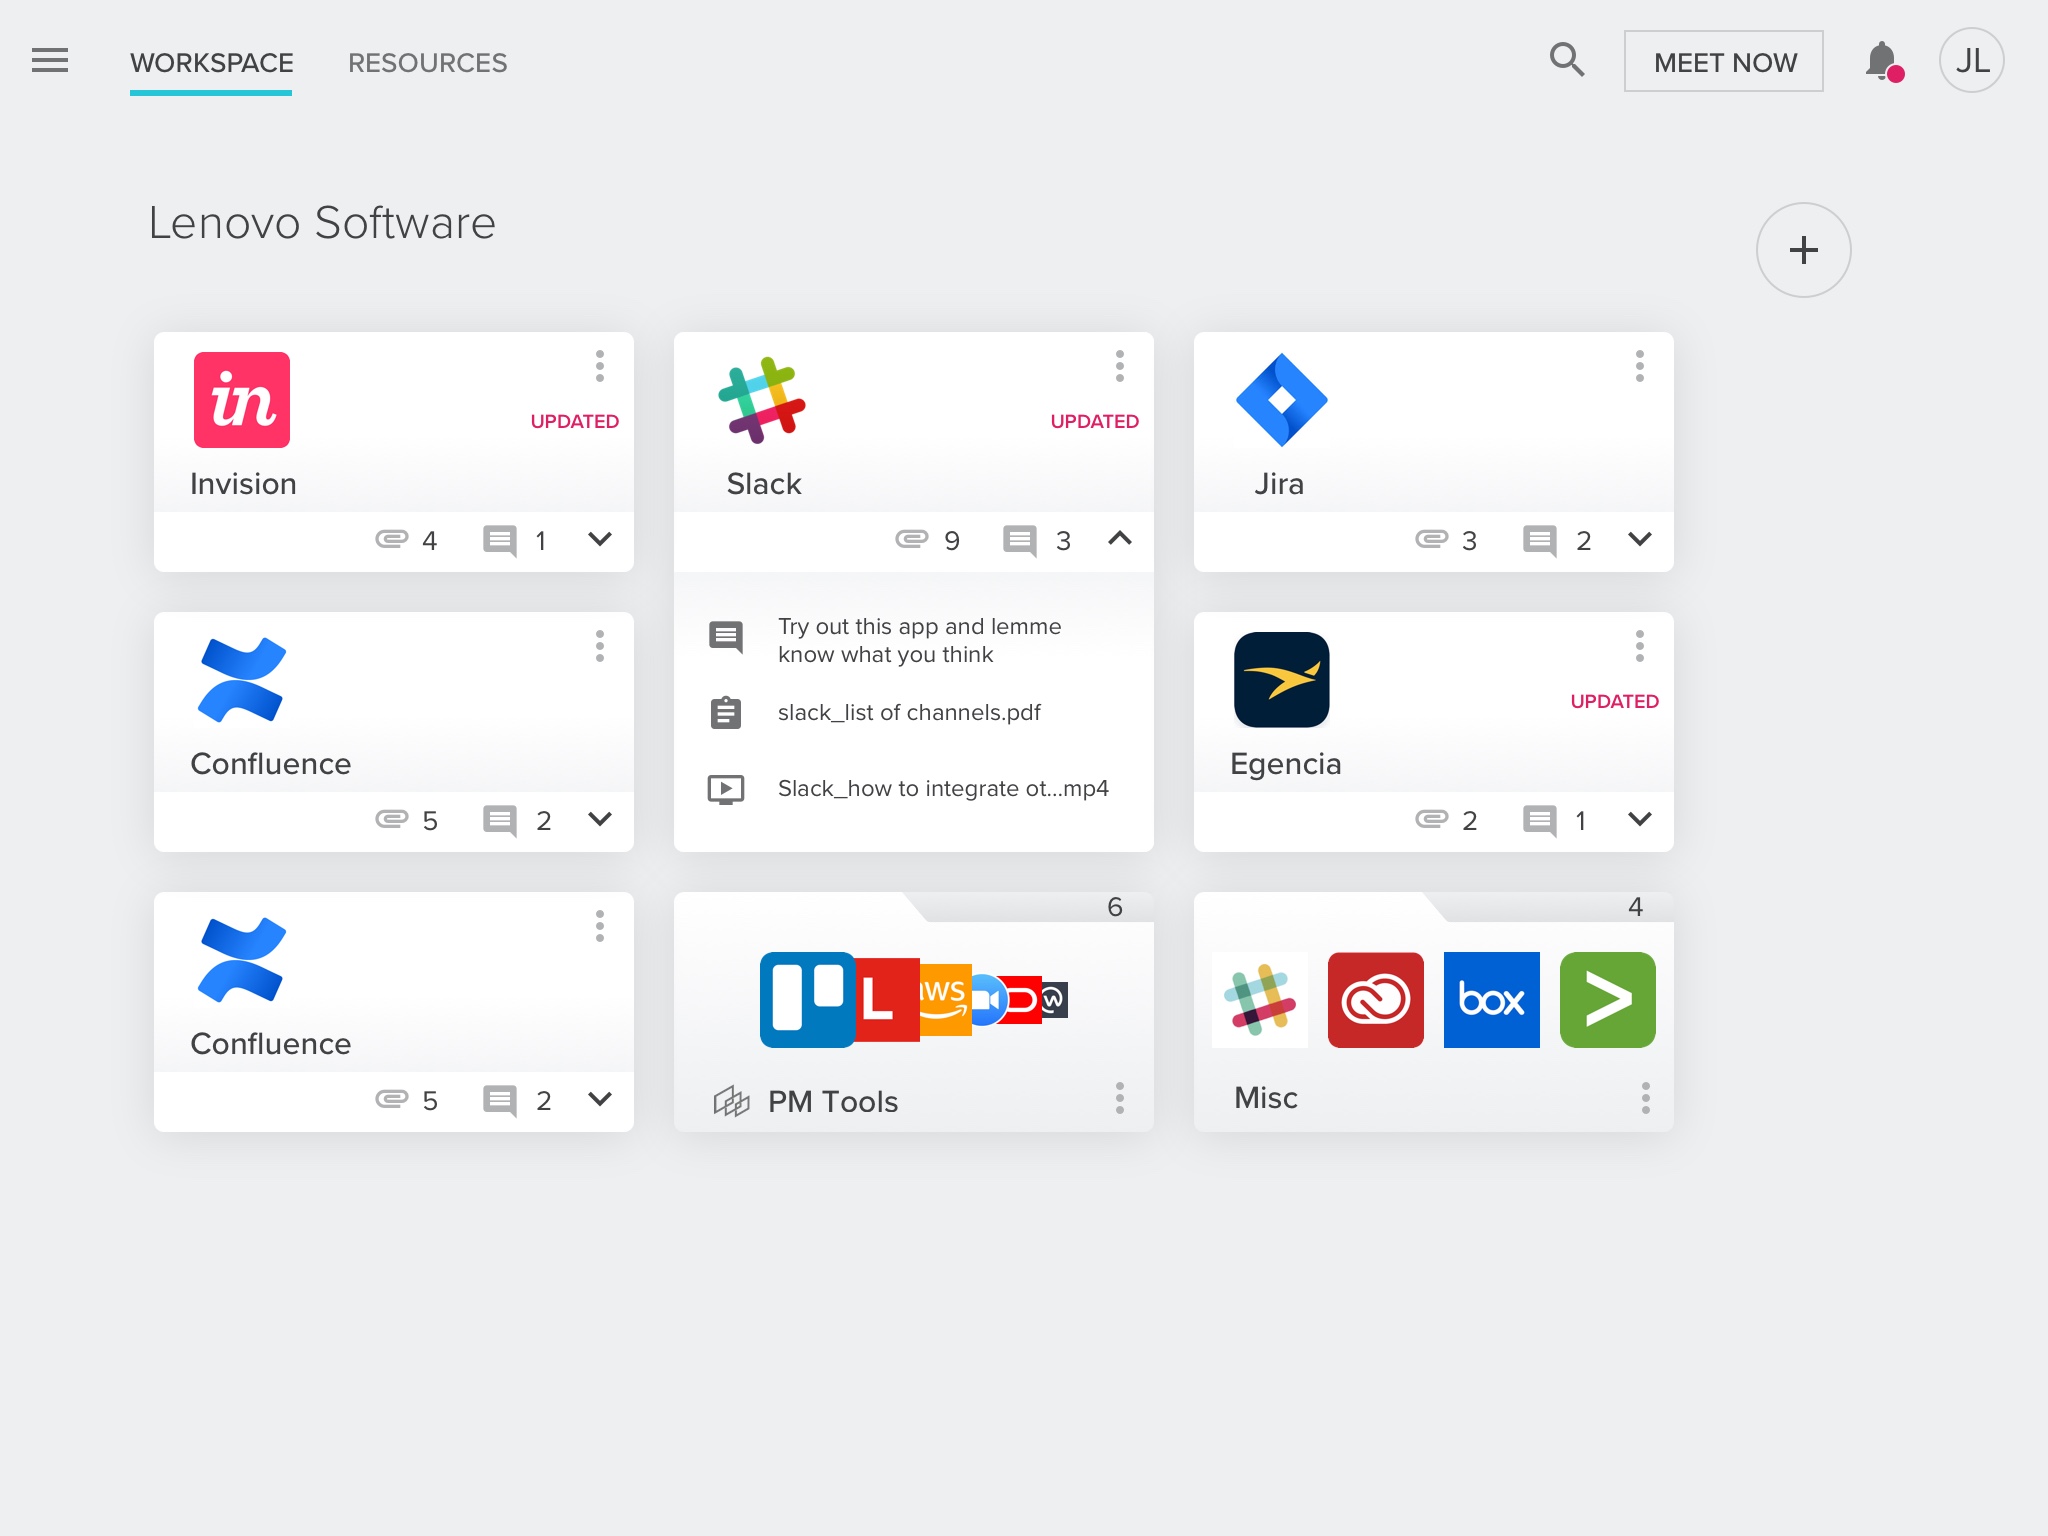 WORKSPACE
RESOURCES
MEET NOW
JL
Lenovo Software
in
UPDATED
Invision
4
1
UPDATED
Slack
9
3
Try out this app and lemme
know what you think
slack_list of channels.pdf
Slack_how to integrate ot...mp4
Jira
3
2
Confluence
5
2
UPDATED
Egencia
2
1
Confluence
5
2
6
L
aws
PM Tools
4
box
Misc